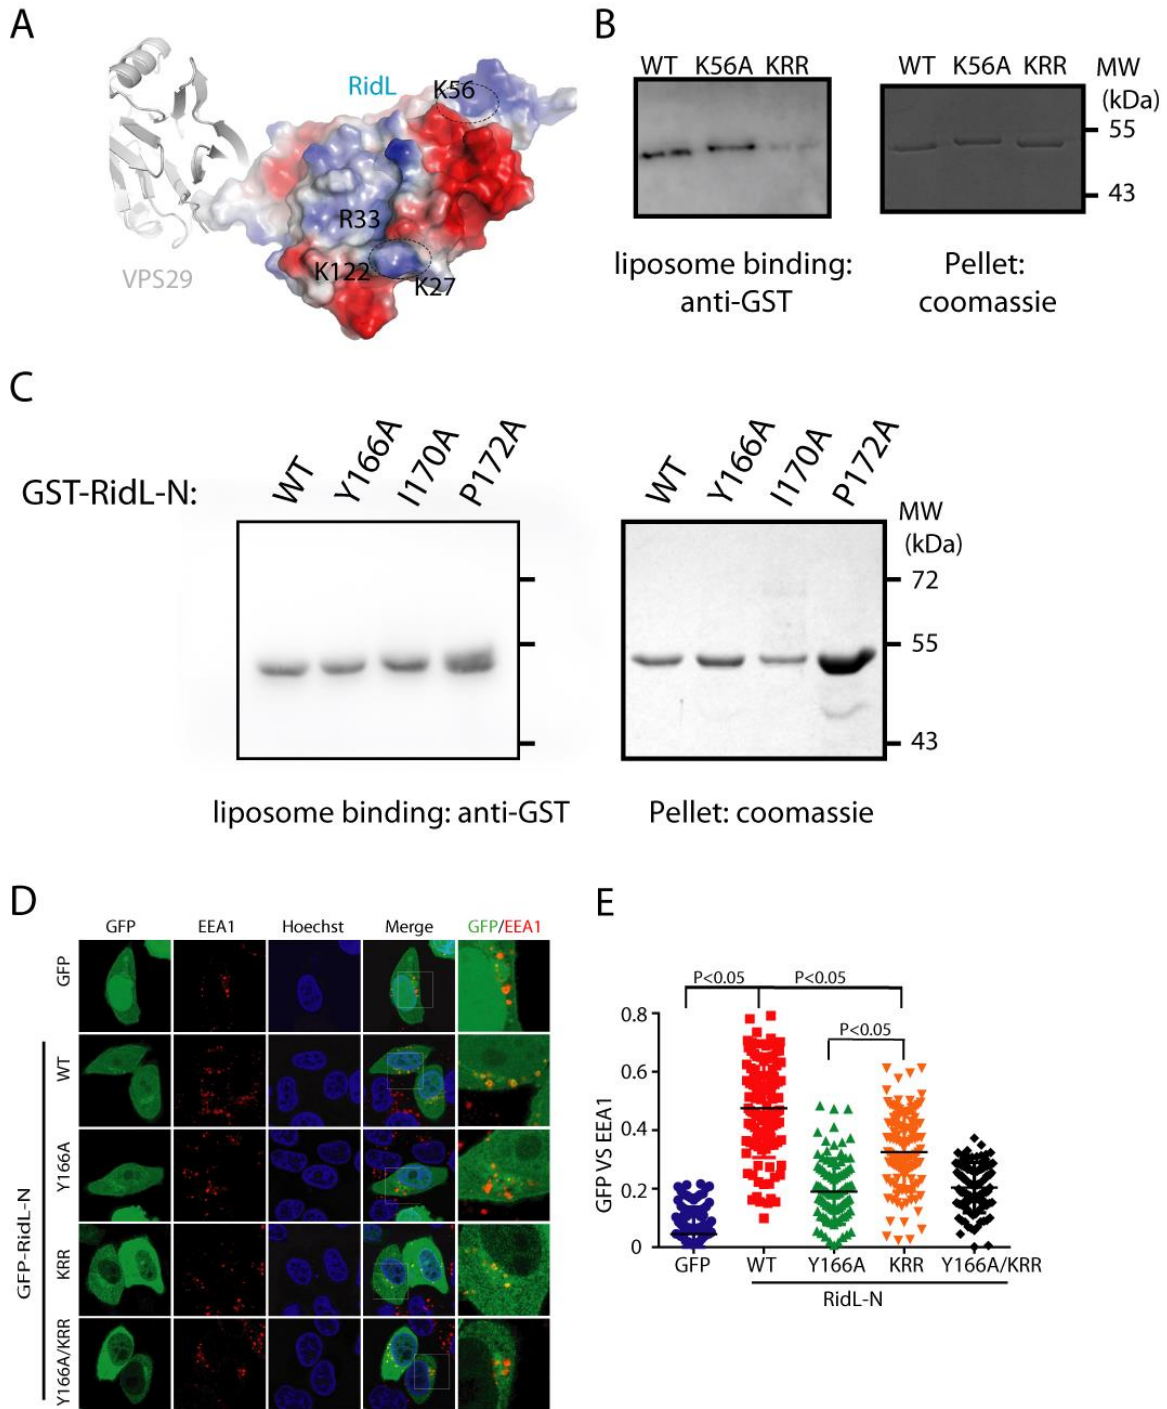 A
RidL
K56
R33
K122
K27
VPS29
B
WT K56A KRR
WT K56A KRR
MW
(kDa)
55
43
liposome binding:
anti-GST
Pellet:
coomassie
C
GST-RidL-N:
WT
Y166A
I170A
P172A
WT
Y166A
I170A
P172A
MW
(kDa)
72
55
43
liposome binding: anti-GST
Pellet: coomassie
D
GFP
EEA1
Hoechst
Merge
GFP/EEA1
GFP
GFP-RidL-N
WT
Y166A
KRR
Y166A/KRR
E
P<0.05
P<0.05
P<0.05
GFP VS EEA1
0.8
0.6
0.4
0.2
0
GFP
WT
Y166A
KRR
Y166A/KRR
RidL-N